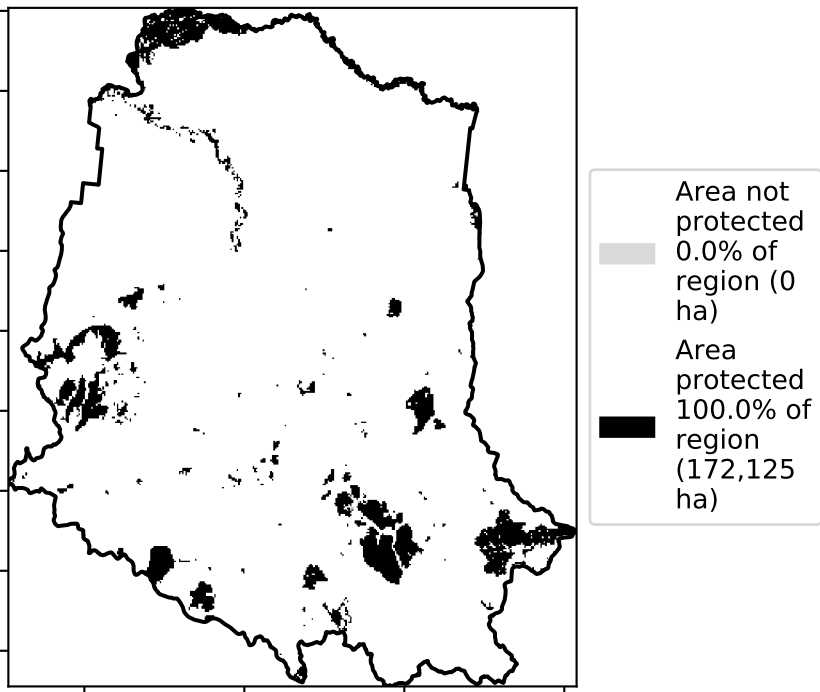 Area not
protected
0.0% of
region (0
ha)
Area
protected
100.0% of
region
(172,125
ha)